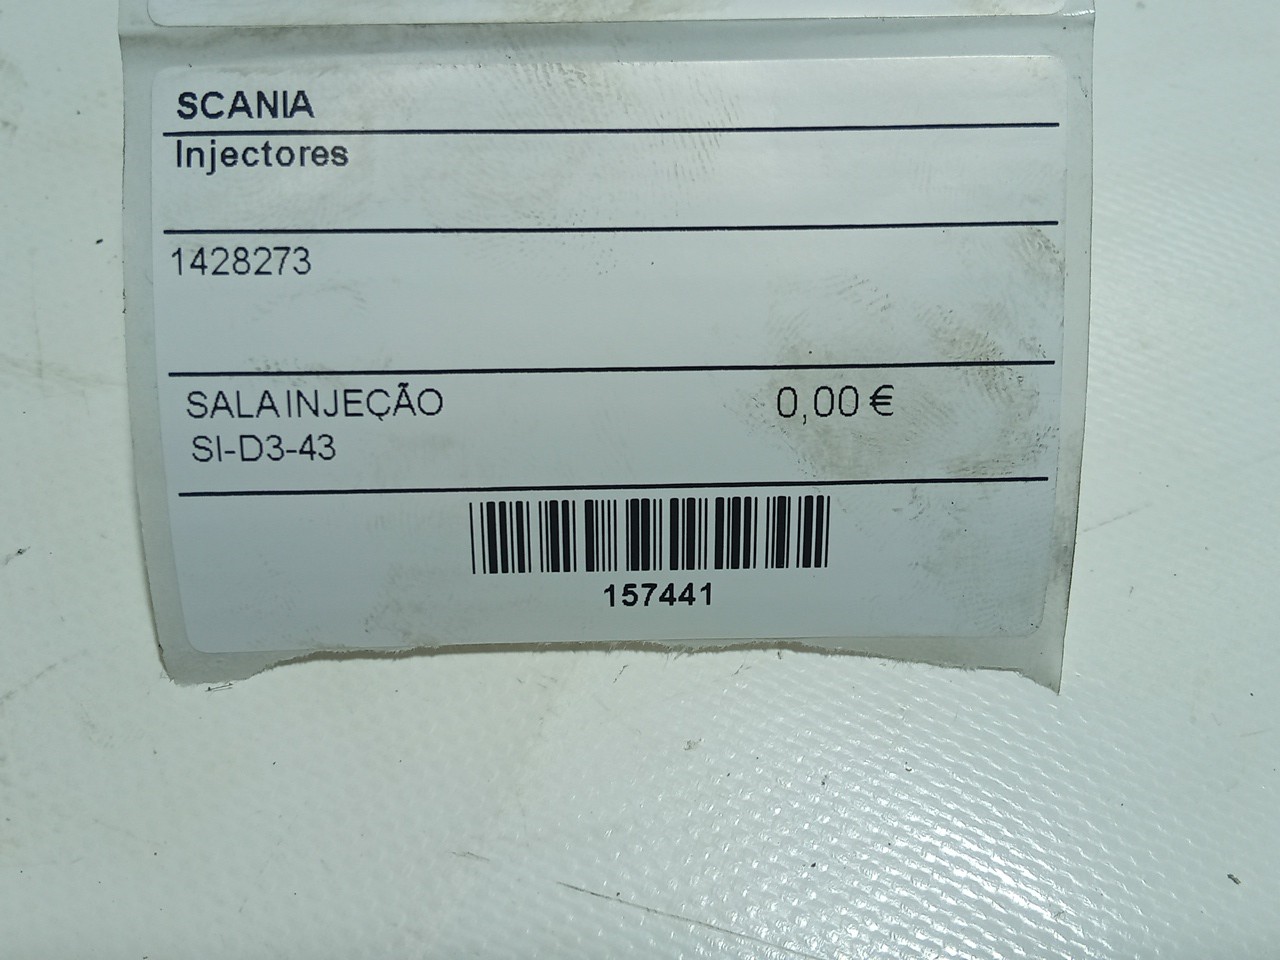 SCANIA
Injectores
1428273
SALA INJEÇÃO 0,00 €
SI-D3-43
157441